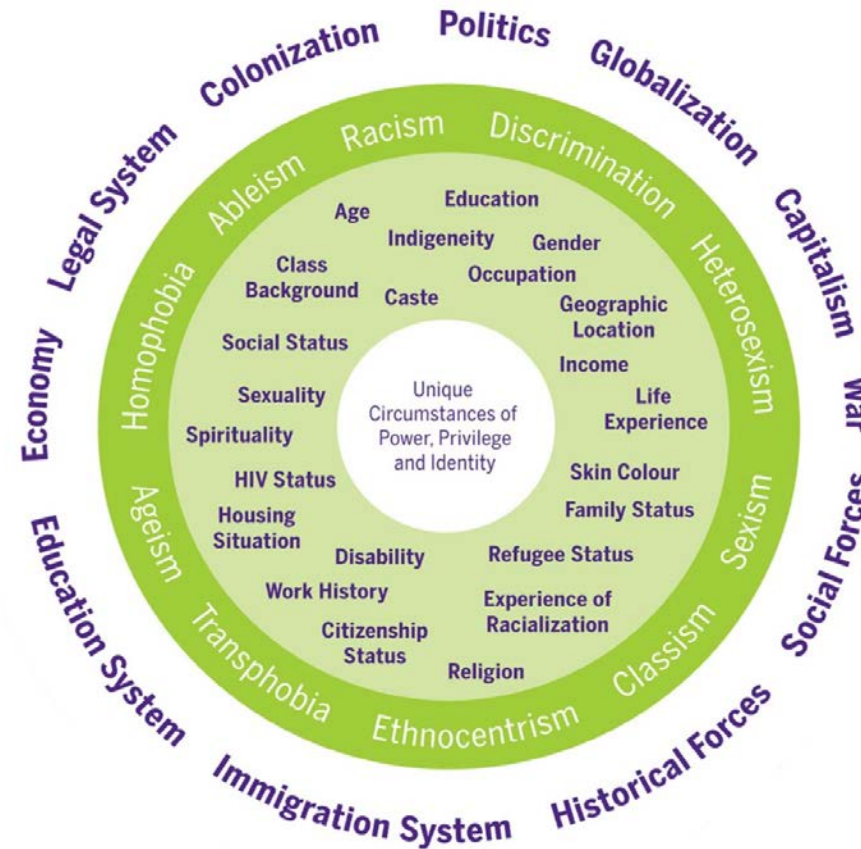 Politics
Globalization
Capitalism
War
Social Forces
Historical Forces
Immigration System
Education System
Economy
Legal System
Colonization
Racism
Discrimination
Heterosexism
Sexism
Classism
Ethnocentrism
Transphobia
Ageism
Homophobia
Ableism
Age
Education
Indigeneity
Gender
Class
Background
Occupation
Caste
Geographic
Location
Social Status
Income
Sexuality
Life
Experience
Spirituality
HIV Status
Skin Colour
Housing
Situation
Family Status
Disability
Refugee Status
Work History
Experience of
Racialization
Citizenship
Status
Religion
Unique
Circumstances of
Power, Privilege
and Identity